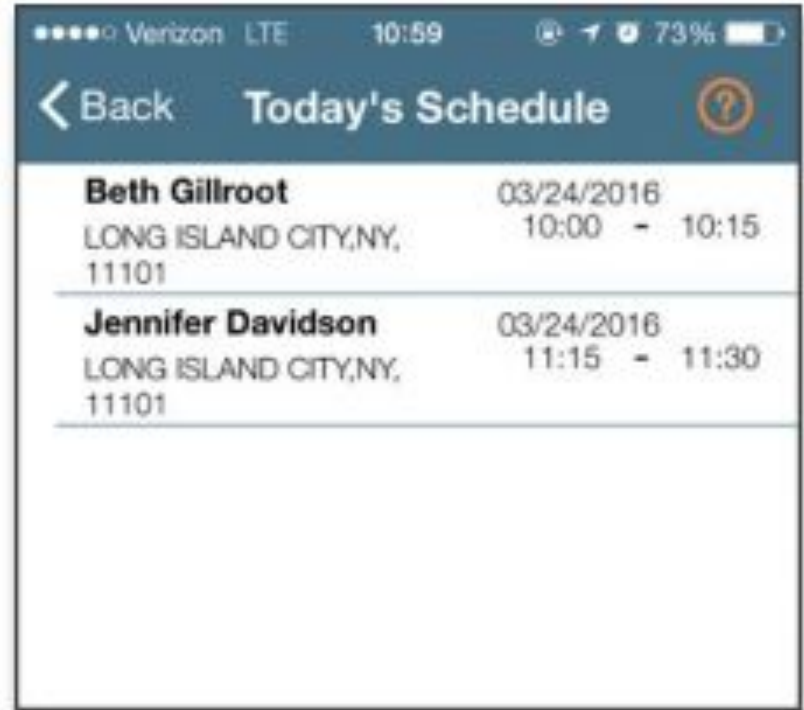 Verizon LTE 10:59 73%
Back Today's Schedule ?
Beth Gillroot 03/24/2016
LONG ISLAND CITY,NY, 10:00 - 10:15
11101
Jennifer Davidson 03/24/2016
LONG ISLAND CITY,NY, 11:15 - 11:30
11101